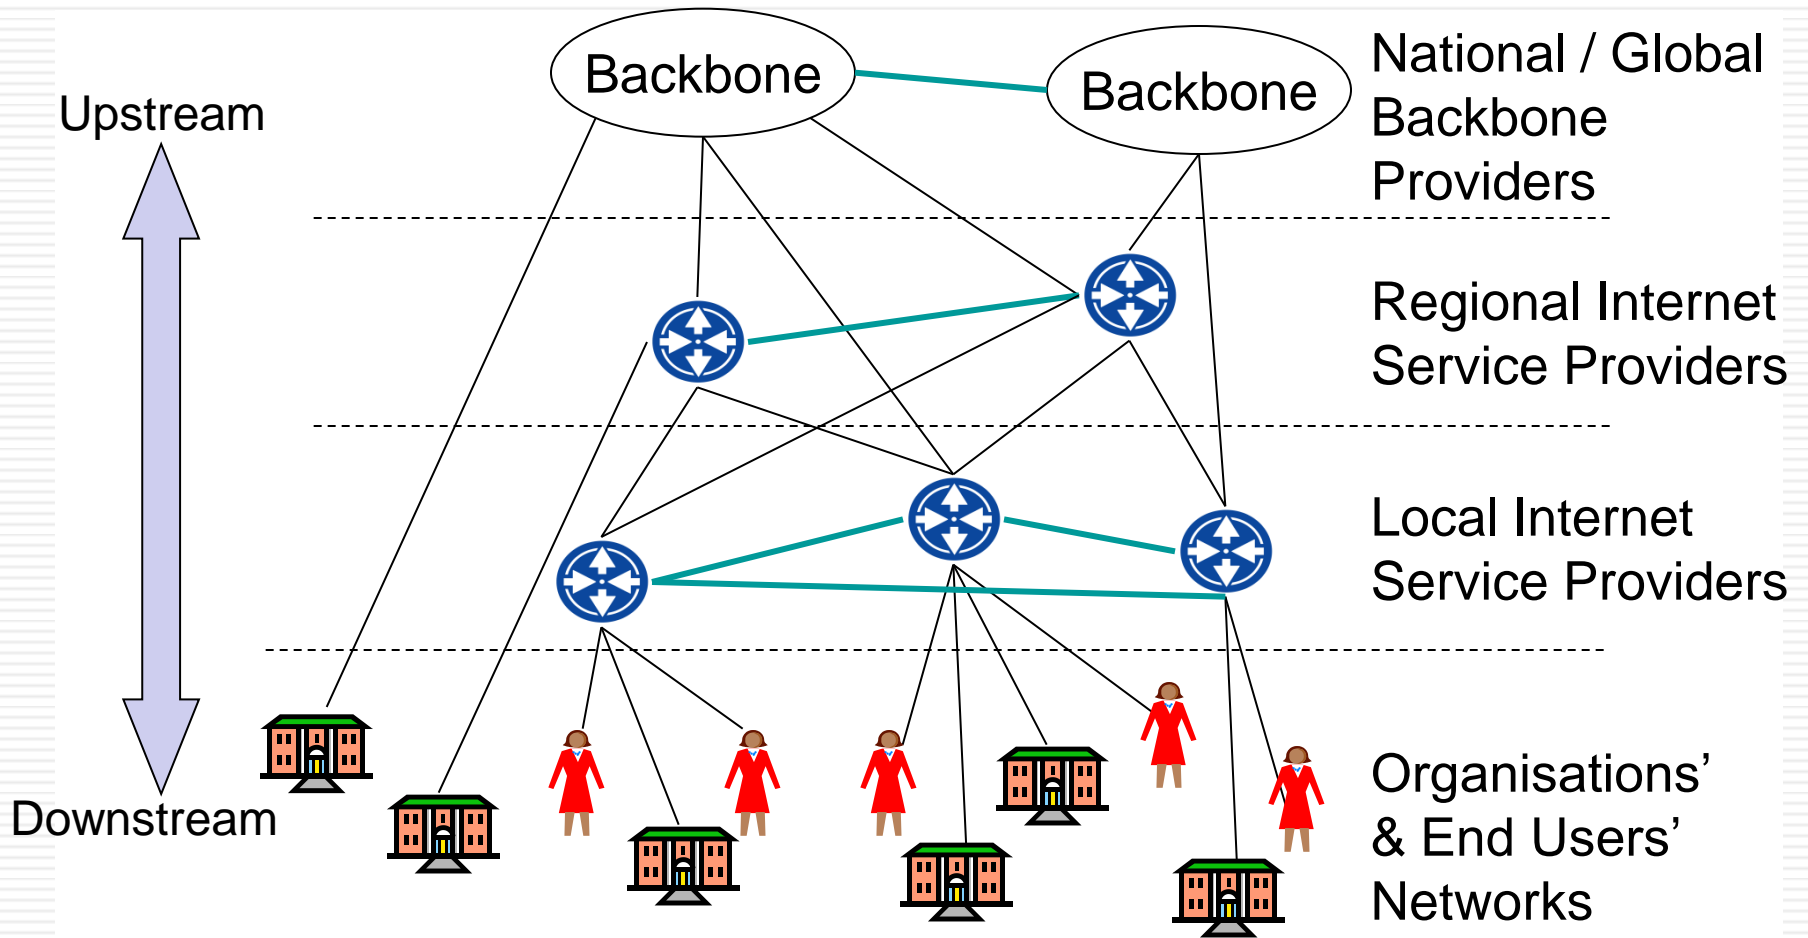 Backbone
Backbone
National / Global
Backbone
Providers
Upstream
Regional Internet
Service Providers
Local Internet
Service Providers
Downstream
Organisations’
& End Users’
Networks